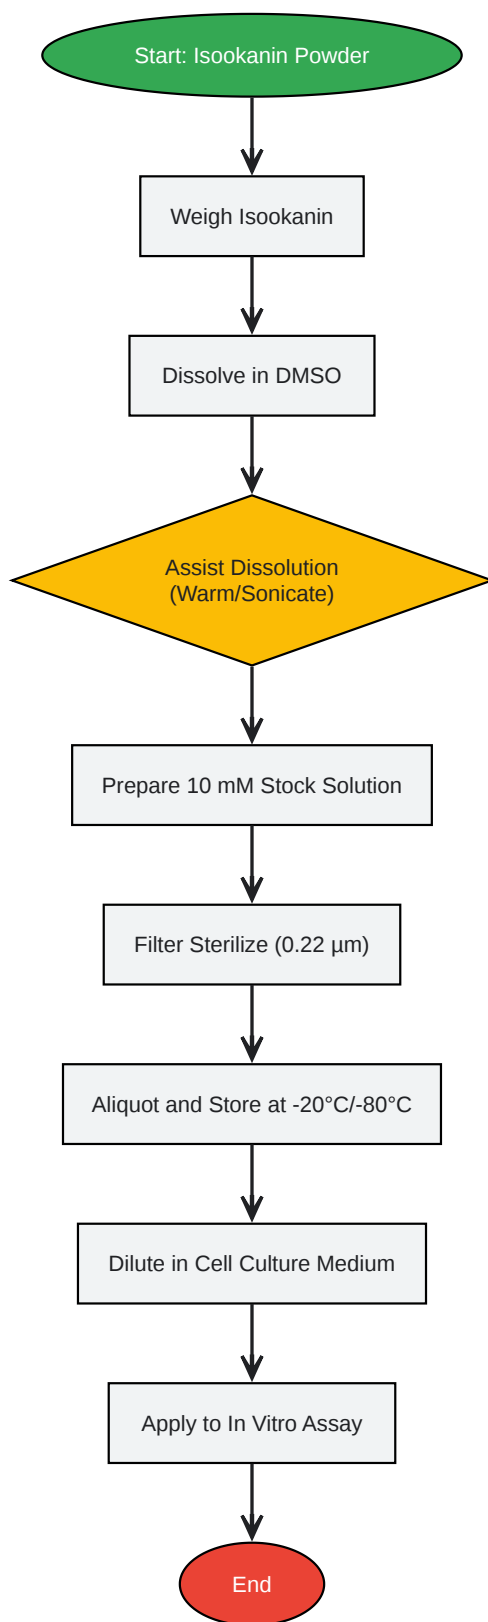 Start: Isookanin Powder
Weigh Isookanin
Dissolve in DMSO
Assist Dissolution
(Warm/Sonicate)
Prepare 10 mM Stock Solution
Filter Sterilize (0.22 µm)
Aliquot and Store at -20°C/-80°C
Dilute in Cell Culture Medium
Apply to In Vitro Assay
End